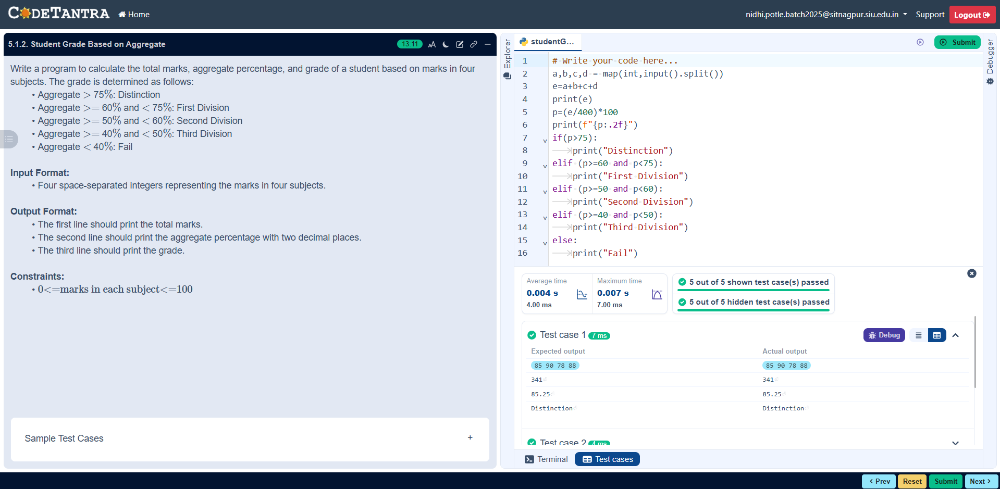 CODETANTRA
Home
nidhi.potle.batch2025@sitnagpur.siu.edu.in
Support
Logout
5.1.2. Student Grade Based on Aggregate
13:11
Write a program to calculate the total marks, aggregate percentage, and grade of a student based on marks in four
subjects. The grade is determined as follows:
• Aggregate > 75%: Distinction
• Aggregate >= 60% and < 75%: First Division
• Aggregate >= 50% and < 60%: Second Division
• Aggregate >= 40% and < 50%: Third Division
• Aggregate < 40%: Fail
Input Format:
• Four space-separated integers representing the marks in four subjects.
Output Format:
• The first line should print the total marks.
• The second line should print the aggregate percentage with two decimal places.
• The third line should print the grade.
Constraints:
• 0<=marks in each subject<=100
Sample Test Cases
+
Explorer
studentG...
Submit
Debugger
1 # Write your code here...
2 a,b,c,d = map(int,input().split())
3 e=a+b+c+d
4 print(e)
5 p=(e/400)*100
6 print(f"{p:.2f}")
7 if(p>75):
8 print("Distinction")
9 elif (p>=60 and p<75):
10 print("First Division")
11 elif (p>=50 and p<60):
12 print("Second Division")
13 elif (p>=40 and p<50):
14 print("Third Division")
15 else:
16 print("Fail")
Average time
0.004 s
4.00 ms
Maximum time
0.007 s
7.00 ms
5 out of 5 shown test case(s) passed
5 out of 5 hidden test case(s) passed
Test case 1 7 ms
Debug
Expected output
Actual output
85 90 78 88
85 90 78 88
341
341
85.25
85.25
Distinction
Distinction
Test case 2 4 ms
Terminal
Test cases
Prev
Reset
Submit
Next